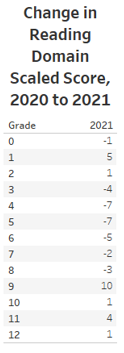 Change in
Reading
Domain
Scaled Score,
2020 to 2021
Grade 2021
0 -1
1 5
2 1
3 -4
4 -7
5 -7
6 -5
7 -2
8 -3
9 10
10 1
11 4
12 1